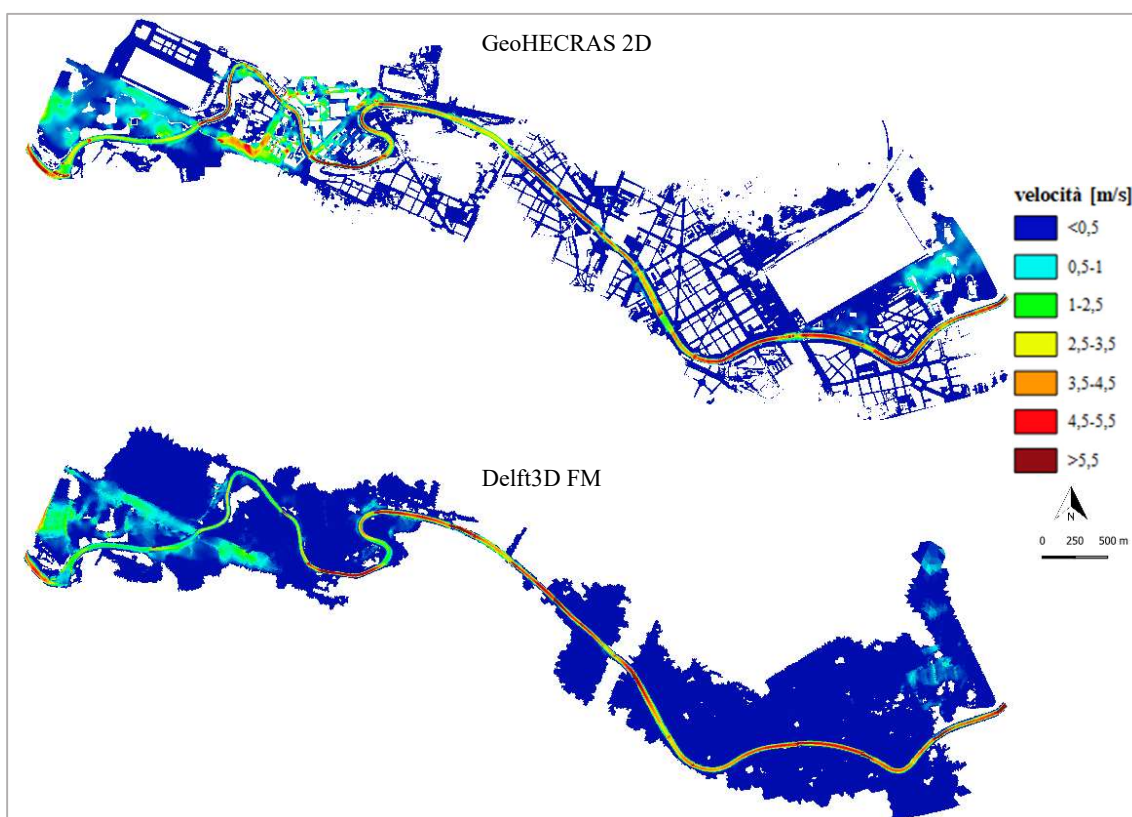 GeoHECRAS 2D
velocità [m/s]
<0,5
0,5-1
1-2,5
2,5-3,5
3,5-4,5
4,5-5,5
>5,5
Delft3D FM
N
0 250 500 m